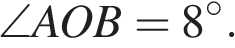 ∠AOB = 8°.